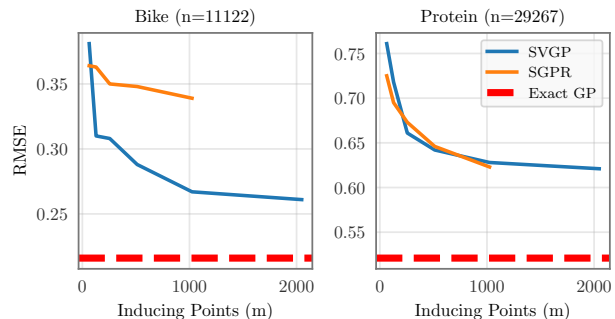 Bike (n=11122)
RMSE
0.35
0.30
0.25
0 1000 2000
Inducing Points (m)
Protein (n=29267)
0.75
0.70
0.65
0.60
0.55
SVGP
SGPR
Exact GP
0 1000 2000
Inducing Points (m)